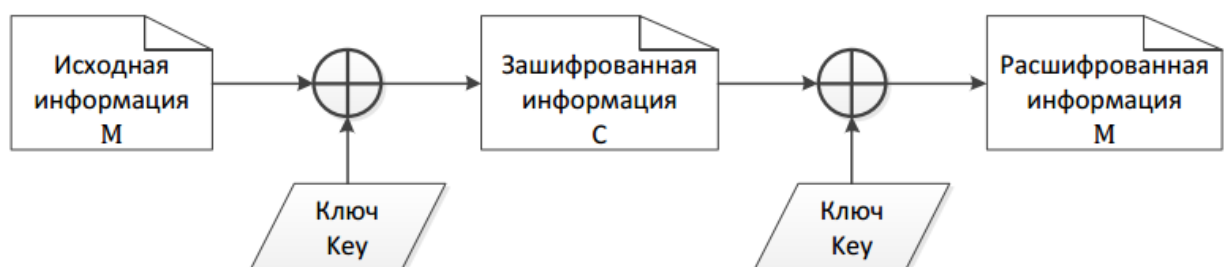 Исходная
информация
M
Зашифрованная
информация
C
Расшифрованная
информация
M
Ключ
Key
Ключ
Key